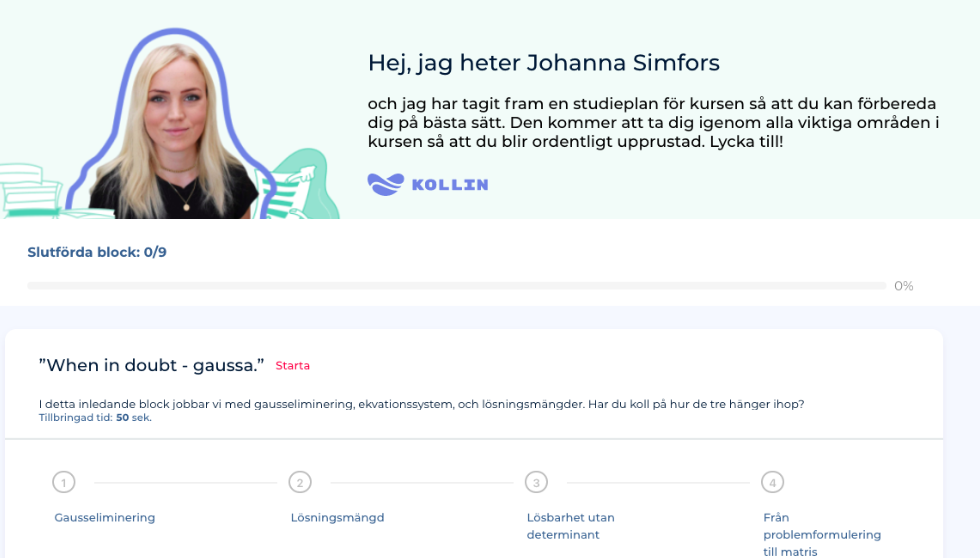 Hej, jag heter Johanna Simfors
och jag har tagit fram en studieplan för kursen så att du kan förbereda
dig på bästa sätt. Den kommer att ta dig igenom alla viktiga områden i
kursen så att du blir ordentligt upprustad. Lycka till!
KOLLIN
Slutförda block: 0/9
0%
”When in doubt - gaussa.” Starta
I detta inledande block jobbar vi med gausseliminering, ekvationssystem, och lösningsmängder. Har du koll på hur de tre hänger ihop?
Tillbringad tid: 50 sek.
1 2 3 4
Gausseliminering
Lösningsmängd
Lösbarhet utan
determinant
Från
problemformulering
till matris